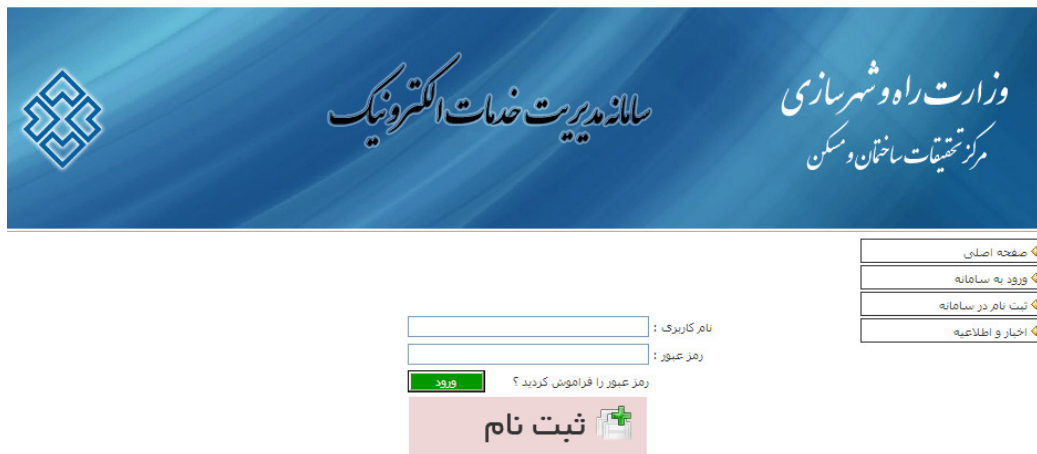 وزارت راه و شهرسازی
مرکز تحقیقات ساختمان و مسکن
سامانه مدیریت خدمات الکترونیک
صفحه اصلی
ورود به سامانه
ثبت نام در سامانه
اخبار و اطلاعیه
نام کاربری :
رمز عبور :
رمز عبور را فراموش کردید ؟
ورود
ثبت نام